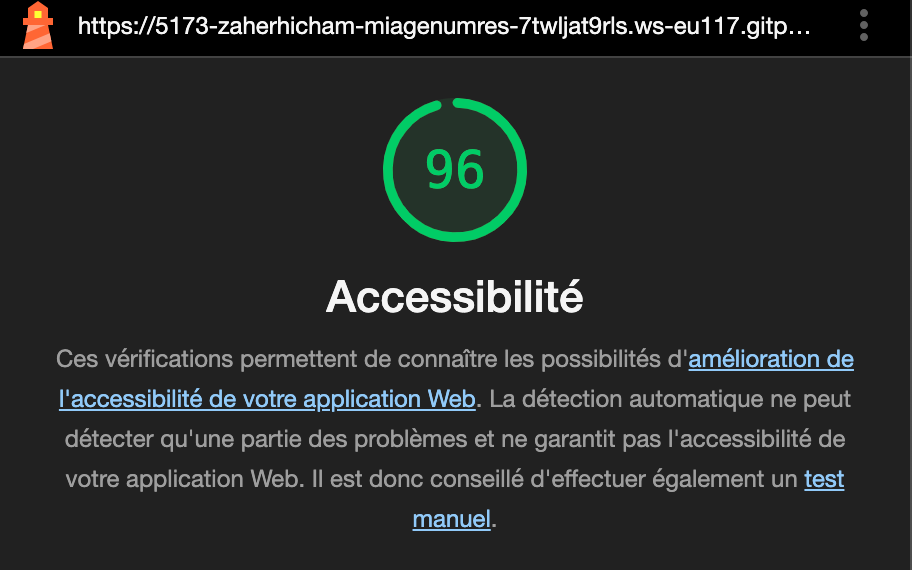 https://5173-zaherhicham-miagenumres-7twljat9rls.ws-eu117.gitp...
96
Accessibilité
Ces vérifications permettent de connaître les possibilités d'amélioration de
l'accessibilité de votre application Web. La détection automatique ne peut
détecter qu'une partie des problèmes et ne garantit pas l'accessibilité de
votre application Web. Il est donc conseillé d'effectuer également un test
manuel.